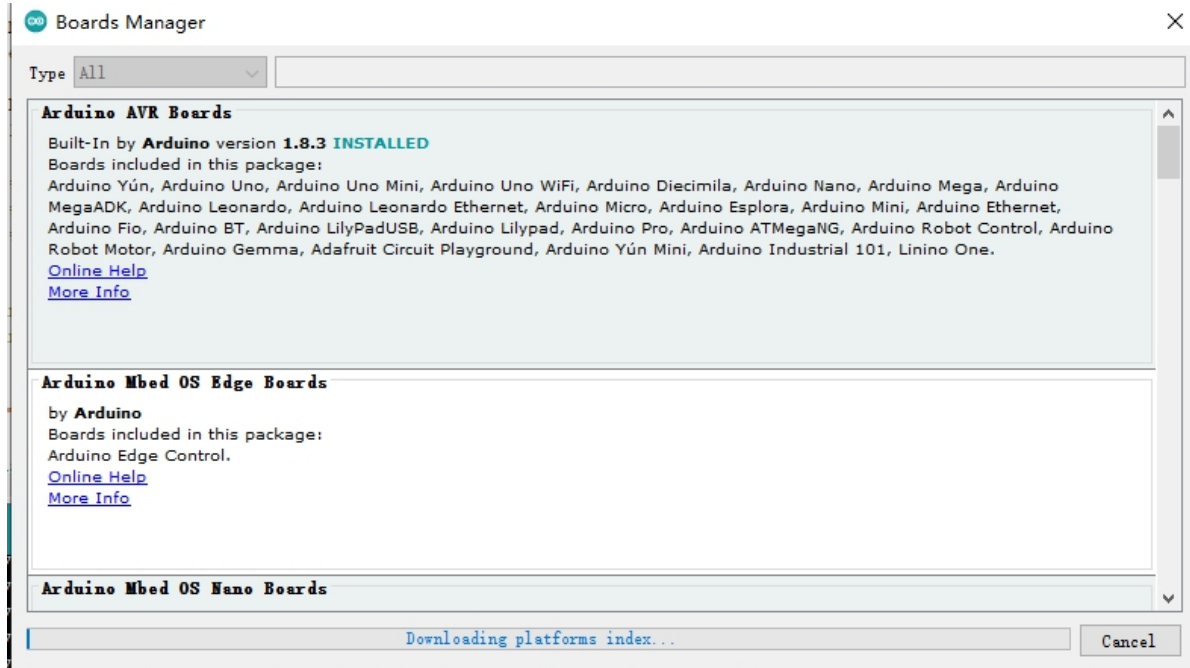 Boards Manager
Type All
Arduino AVR Boards
Built-In by Arduino version 1.8.3 INSTALLED
Boards included in this package:
Arduino Yún, Arduino Uno, Arduino Uno Mini, Arduino Uno WiFi, Arduino Diecimila, Arduino Nano, Arduino Mega, Arduino
MegaADK, Arduino Leonardo, Arduino Leonardo Ethernet, Arduino Micro, Arduino Esplora, Arduino Mini, Arduino Ethernet,
Arduino Fio, Arduino BT, Arduino LilyPadUSB, Arduino Lilypad, Arduino Pro, Arduino ATMegaNG, Arduino Robot Control, Arduino
Robot Motor, Arduino Gemma, Adafruit Circuit Playground, Arduino Yún Mini, Arduino Industrial 101, Linino One.
Online Help
More Info
Arduino Mbed OS Edge Boards
by Arduino
Boards included in this package:
Arduino Edge Control.
Online Help
More Info
Arduino Mbed OS Nano Boards
Downloading platforms index...
Cancel